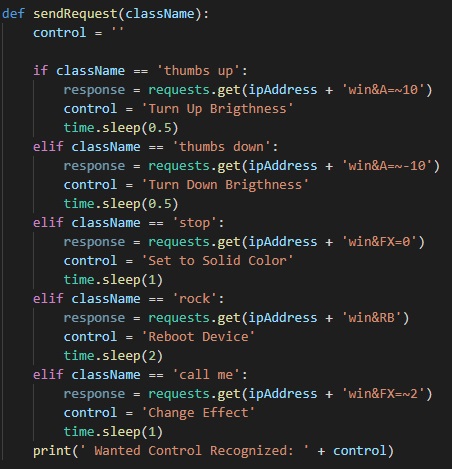 def sendRequest(className):
    control = ''

    if className == 'thumbs up':
        response = requests.get(ipAddress + 'win&A=~10')
        control = 'Turn Up Brigthness'
        time.sleep(0.5)
    elif className == 'thumbs down':
        response = requests.get(ipAddress + 'win&A=~-10')
        control = 'Turn Down Brigthness'
        time.sleep(0.5)
    elif className == 'stop':
        response = requests.get(ipAddress + 'win&FX=0')
        control = 'Set to Solid Color'
        time.sleep(1)
    elif className == 'rock':
        response = requests.get(ipAddress + 'win&RB')
        control = 'Reboot Device'
        time.sleep(2)
    elif className == 'call me':
        response = requests.get(ipAddress + 'win&FX=~2')
        control = 'Change Effect'
        time.sleep(1)
    print(' Wanted Control Recognized: ' + control)